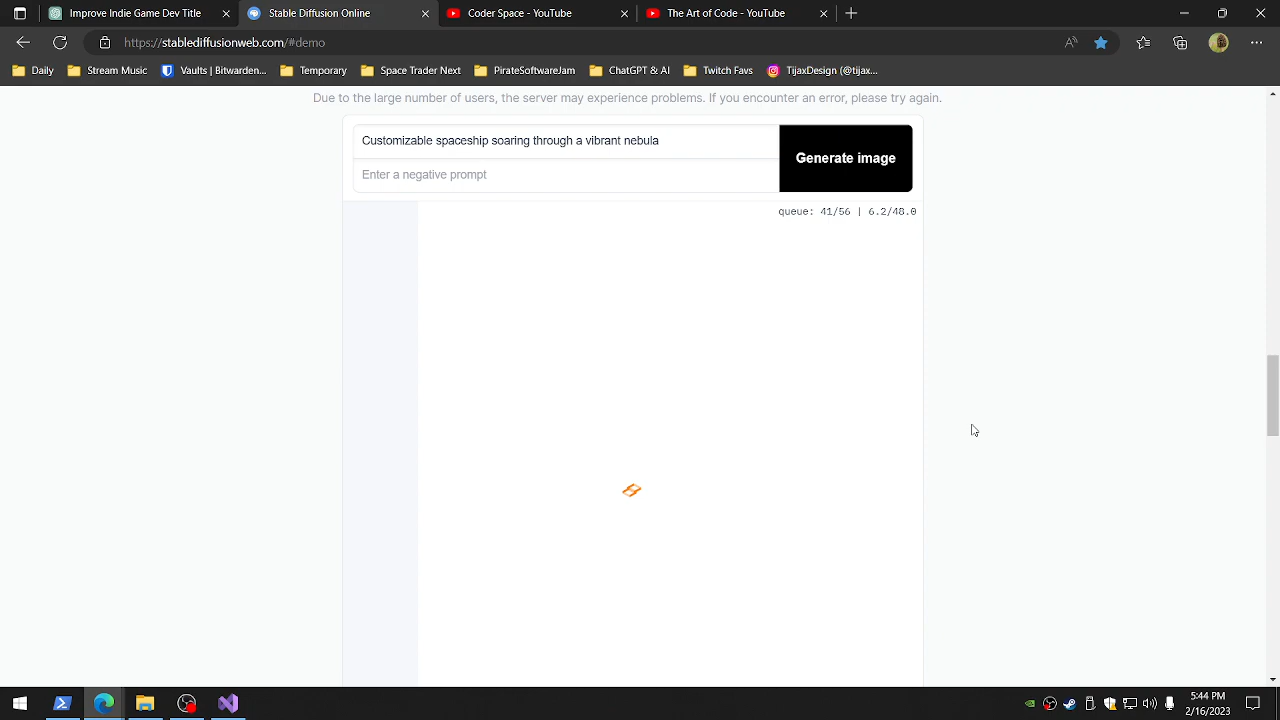 Improve Indie Game Dev Title
Stable Diffusion Online
Coder Space - YouTube
The Art of Code - YouTube
https://stablediffusionweb.com/#demo
Daily
Stream Music
Vaults | Bitwarden...
Temporary
Space Trader Next
PirateSoftwareJam
ChatGPT & AI
Twitch Favs
TijaxDesign (@tijax...
Due to the large number of users, the server may experience problems. If you encounter an error, please try again.
Customizable spaceship soaring through a vibrant nebula
Enter a negative prompt
Generate image
queue: 41/56 | 6.2/48.0
5:44 PM
2/16/2023